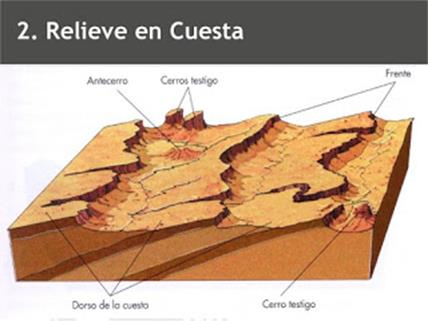 2. Relieve en Cuesta
Antecerro
Cerros testigo
Frente
Dorso de la cuesta
Cerro testigo